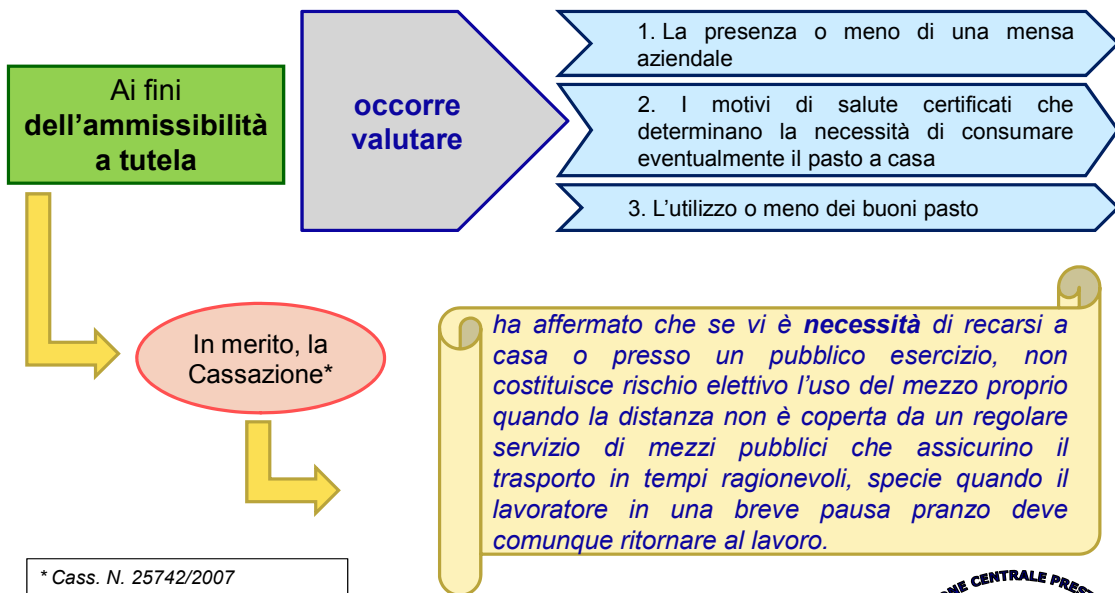 Ai fini
dell'ammissibilità
a tutela
occorre
valutare
1. La presenza o meno di una mensa
aziendale
2. I motivi di salute certificati che
determinano la necessità di consumare
eventualmente il pasto a casa
3. L'utilizzo o meno dei buoni pasto
In merito, la
Cassazione*
ha affermato che se vi è necessità di recarsi a
casa o presso un pubblico esercizio, non
costituisce rischio elettivo l'uso del mezzo proprio
quando la distanza non è coperta da un regolare
servizio di mezzi pubblici che assicurino il
trasporto in tempi ragionevoli, specie quando il
lavoratore in una breve pausa pranzo deve
comunque ritornare al lavoro.
* Cass. N. 25742/2007
CENTRALE